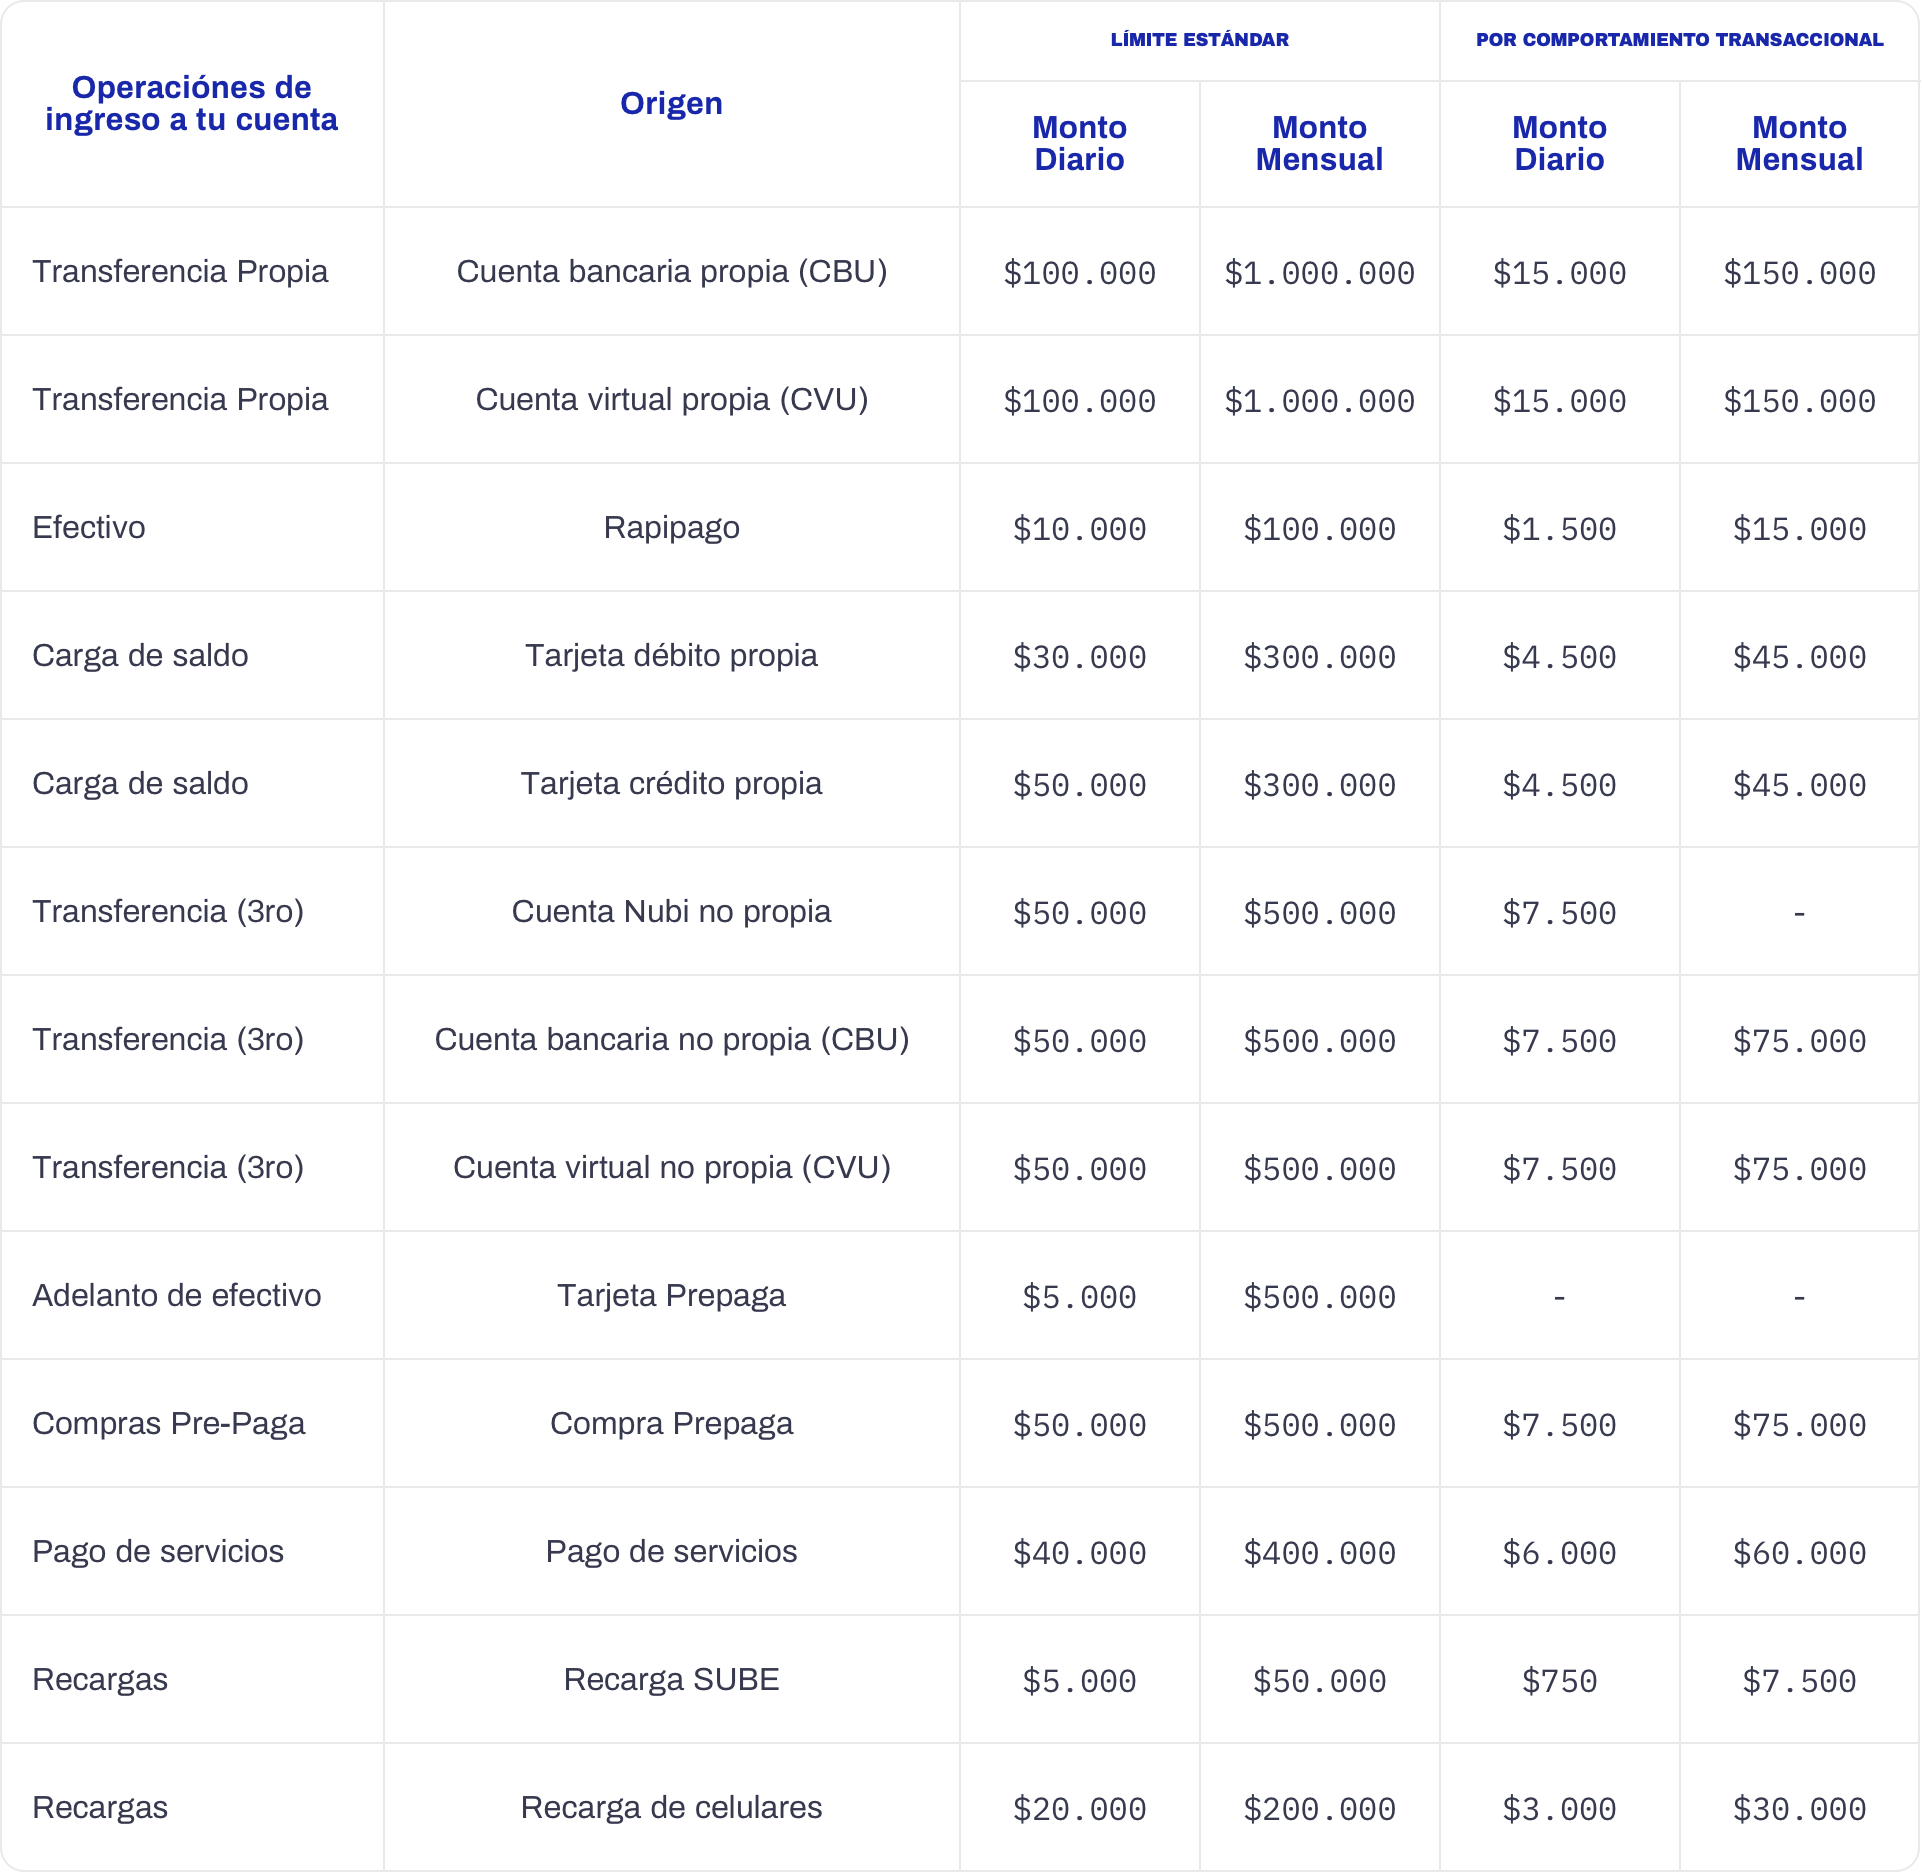 Operaciónes de
ingreso a tu cuenta
Origen
LÍMITE ESTÁNDAR
POR COMPORTAMIENTO TRANSACCIONAL
Monto
Diario
Monto
Mensual
Monto
Diario
Monto
Mensual
Transferencia Propia Cuenta bancaria propia (CBU) $100.000 $1.000.000 $15.000 $150.000
Transferencia Propia Cuenta virtual propia (CVU) $100.000 $1.000.000 $15.000 $150.000
Efectivo Rapipago $10.000 $100.000 $1.500 $15.000
Carga de saldo Tarjeta débito propia $30.000 $300.000 $4.500 $45.000
Carga de saldo Tarjeta crédito propia $50.000 $300.000 $4.500 $45.000
Transferencia (3ro) Cuenta Nubi no propia $50.000 $500.000 $7.500 -
Transferencia (3ro) Cuenta bancaria no propia (CBU) $50.000 $500.000 $7.500 $75.000
Transferencia (3ro) Cuenta virtual no propia (CVU) $50.000 $500.000 $7.500 $75.000
Adelanto de efectivo Tarjeta Prepaga $5.000 $500.000 - -
Compras Pre-Paga Compra Prepaga $50.000 $500.000 $7.500 $75.000
Pago de servicios Pago de servicios $40.000 $400.000 $6.000 $60.000
Recargas Recarga SUBE $5.000 $50.000 $750 $7.500
Recargas Recarga de celulares $20.000 $200.000 $3.000 $30.000